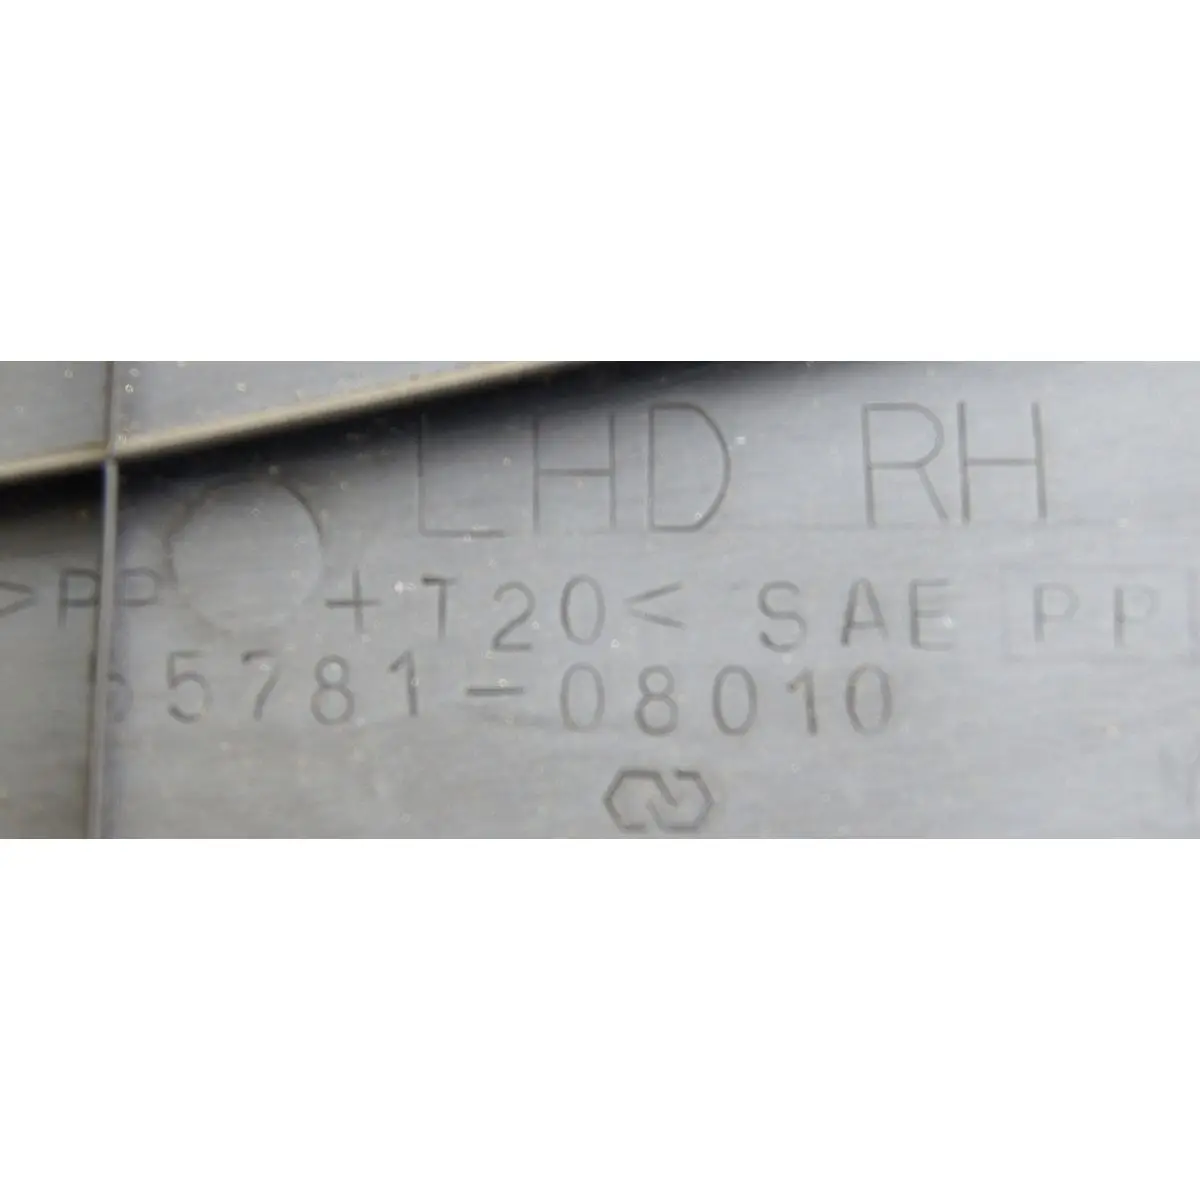 LHD RH
>PP+T20< SAE PP
55781-08010